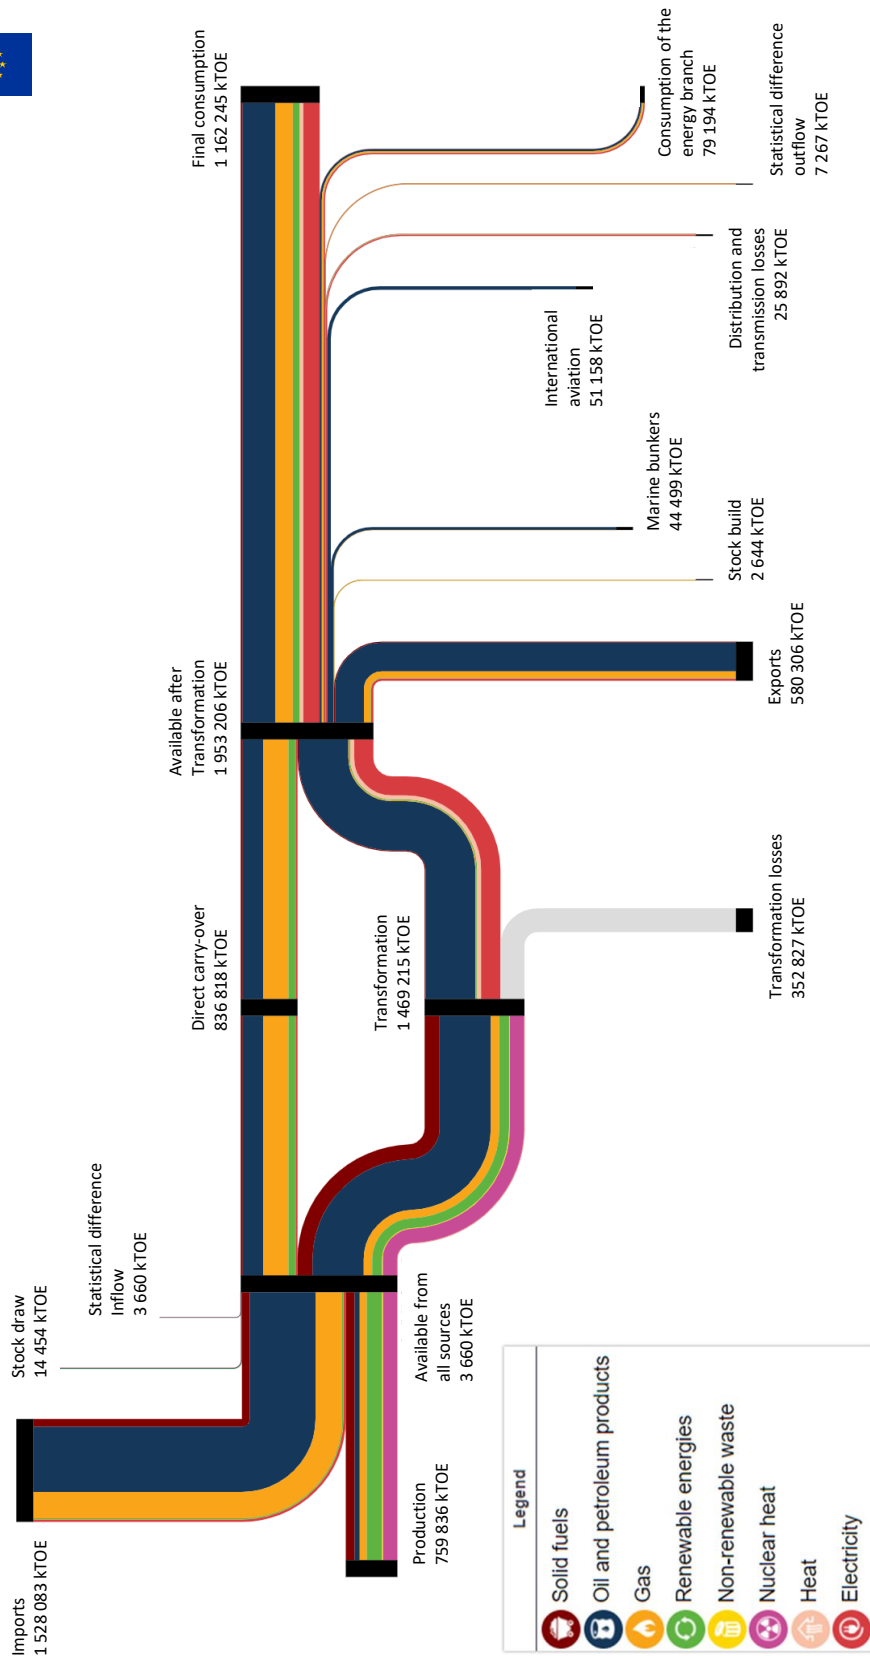 Imports
1 528 083 kTOE
Stock draw
14 454 kTOE
Statistical difference
Inflow
3 660 kTOE
Production
759 836 kTOE
Available from
all sources
3 660 kTOE
Direct carry-over
836 818 kTOE
Transformation
1 469 215 kTOE
Transformation losses
352 827 kTOE
Available after
Transformation
1 953 206 kTOE
Exports
580 306 kTOE
Stock build
2 644 kTOE
Marine bunkers
44 499 kTOE
International
aviation
51 158 kTOE
Distribution and
transmission losses
25 892 kTOE
Statistical difference
outflow
7 267 kTOE
Consumption of the
energy branch
79 194 kTOE
Final consumption
1 162 245 kTOE
Legend
Solid fuels
Oil and petroleum products
Gas
Renewable energies
Non-renewable waste
Nuclear heat
Heat
Electricity